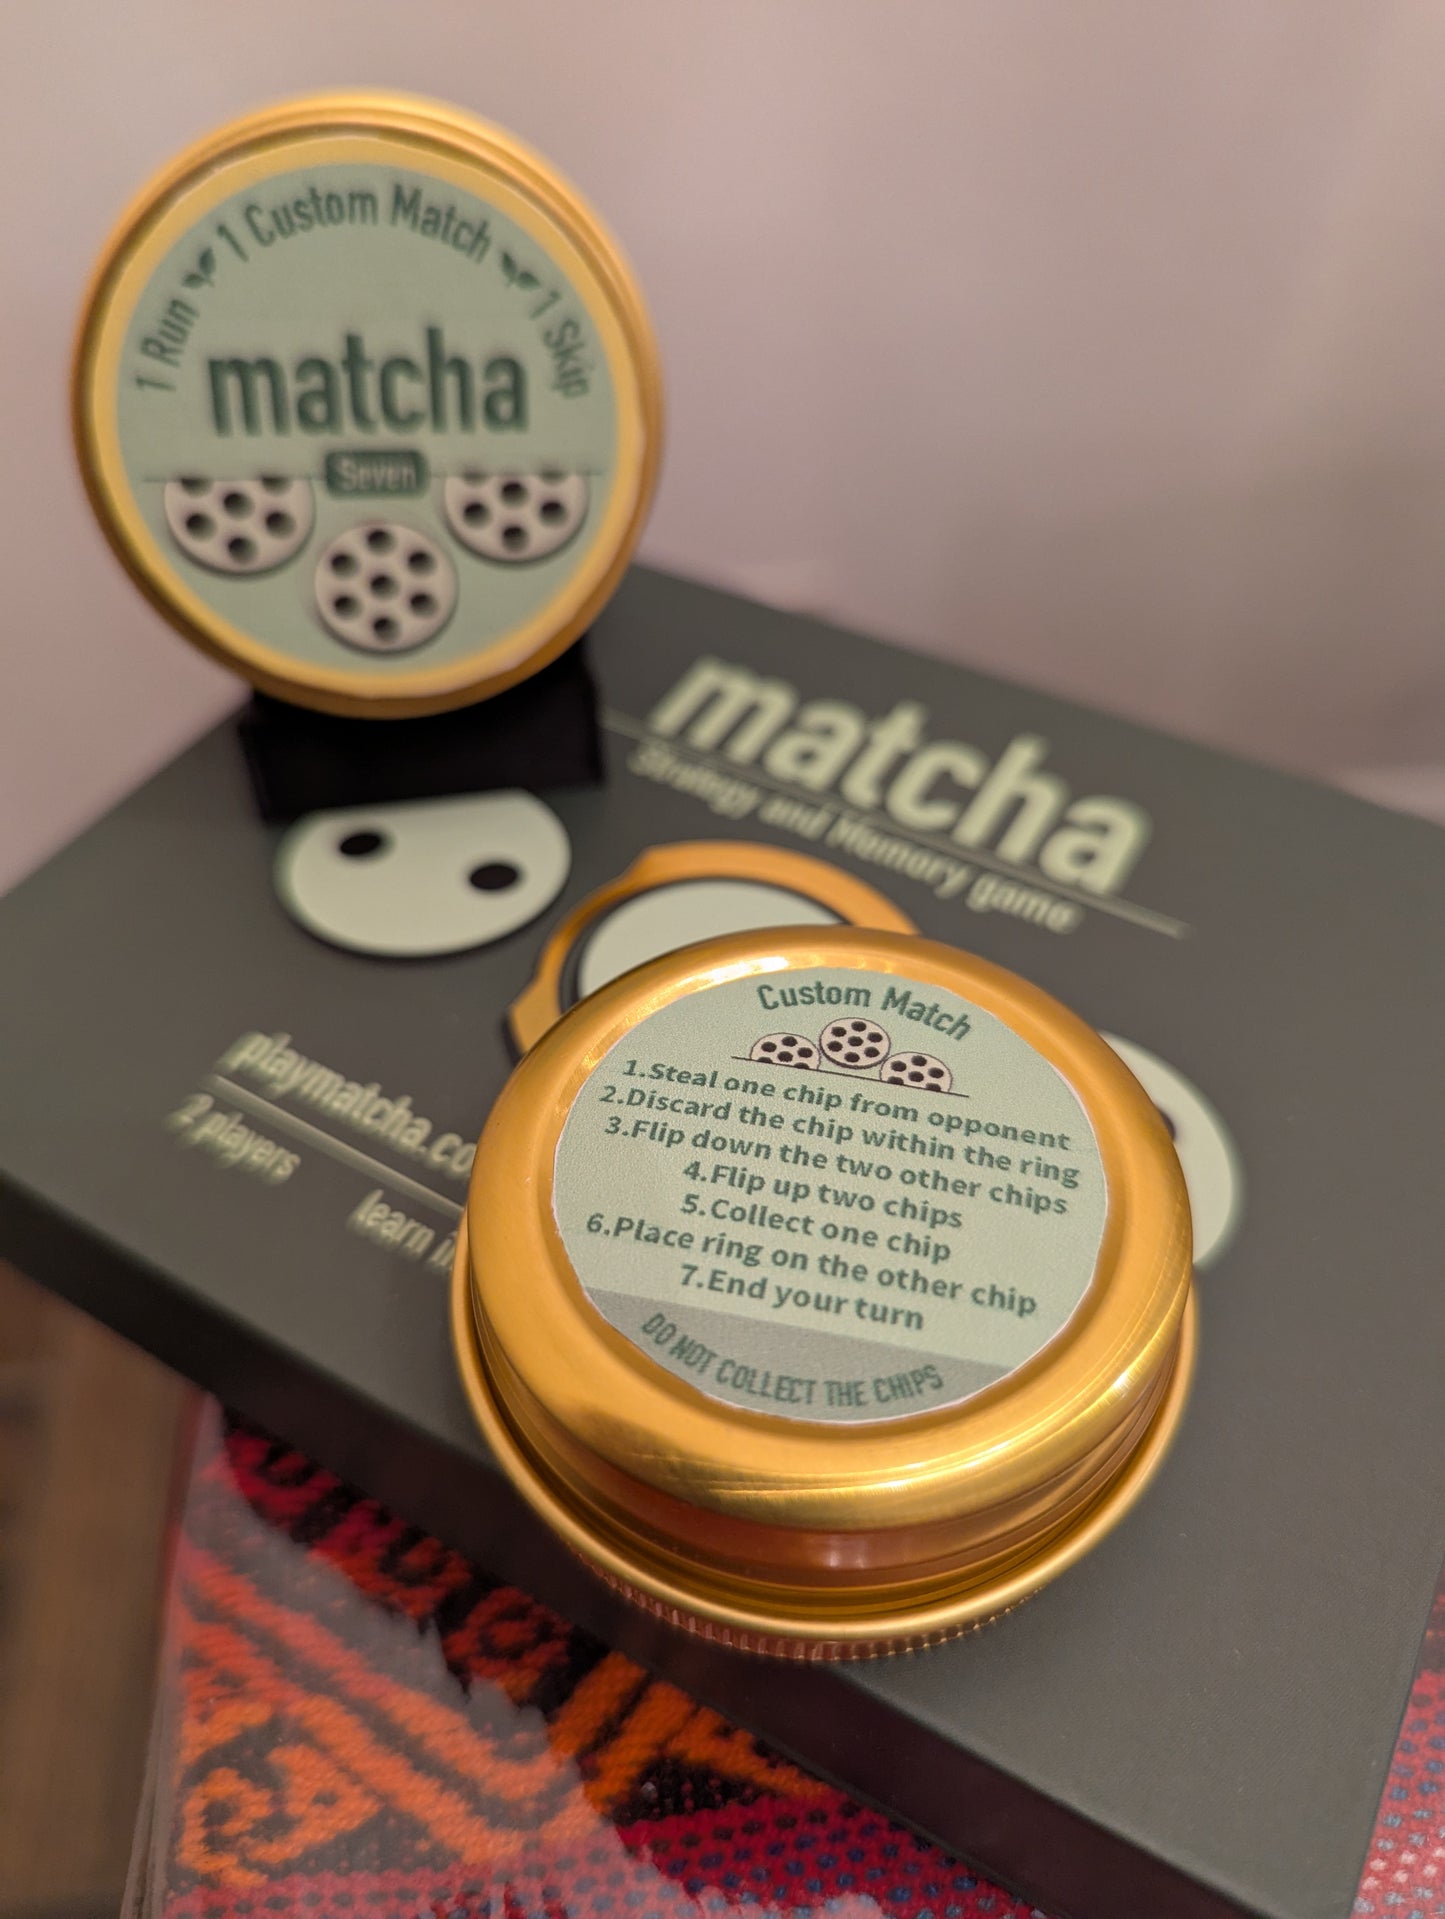 1 Run 1 Custom Match 1 Skip
matcha
Seven
matcha
Strategy and Memory game
playmatcha.co
2 players
learn
Custom Match
1.Steal one chip from opponent
2.Discard the chip within the ring
3.Flip down the two other chips
4.Flip up two chips
5.Collect one chip
6.Place ring on the other chip
7.End your turn
DO NOT COLLECT THE CHIPS